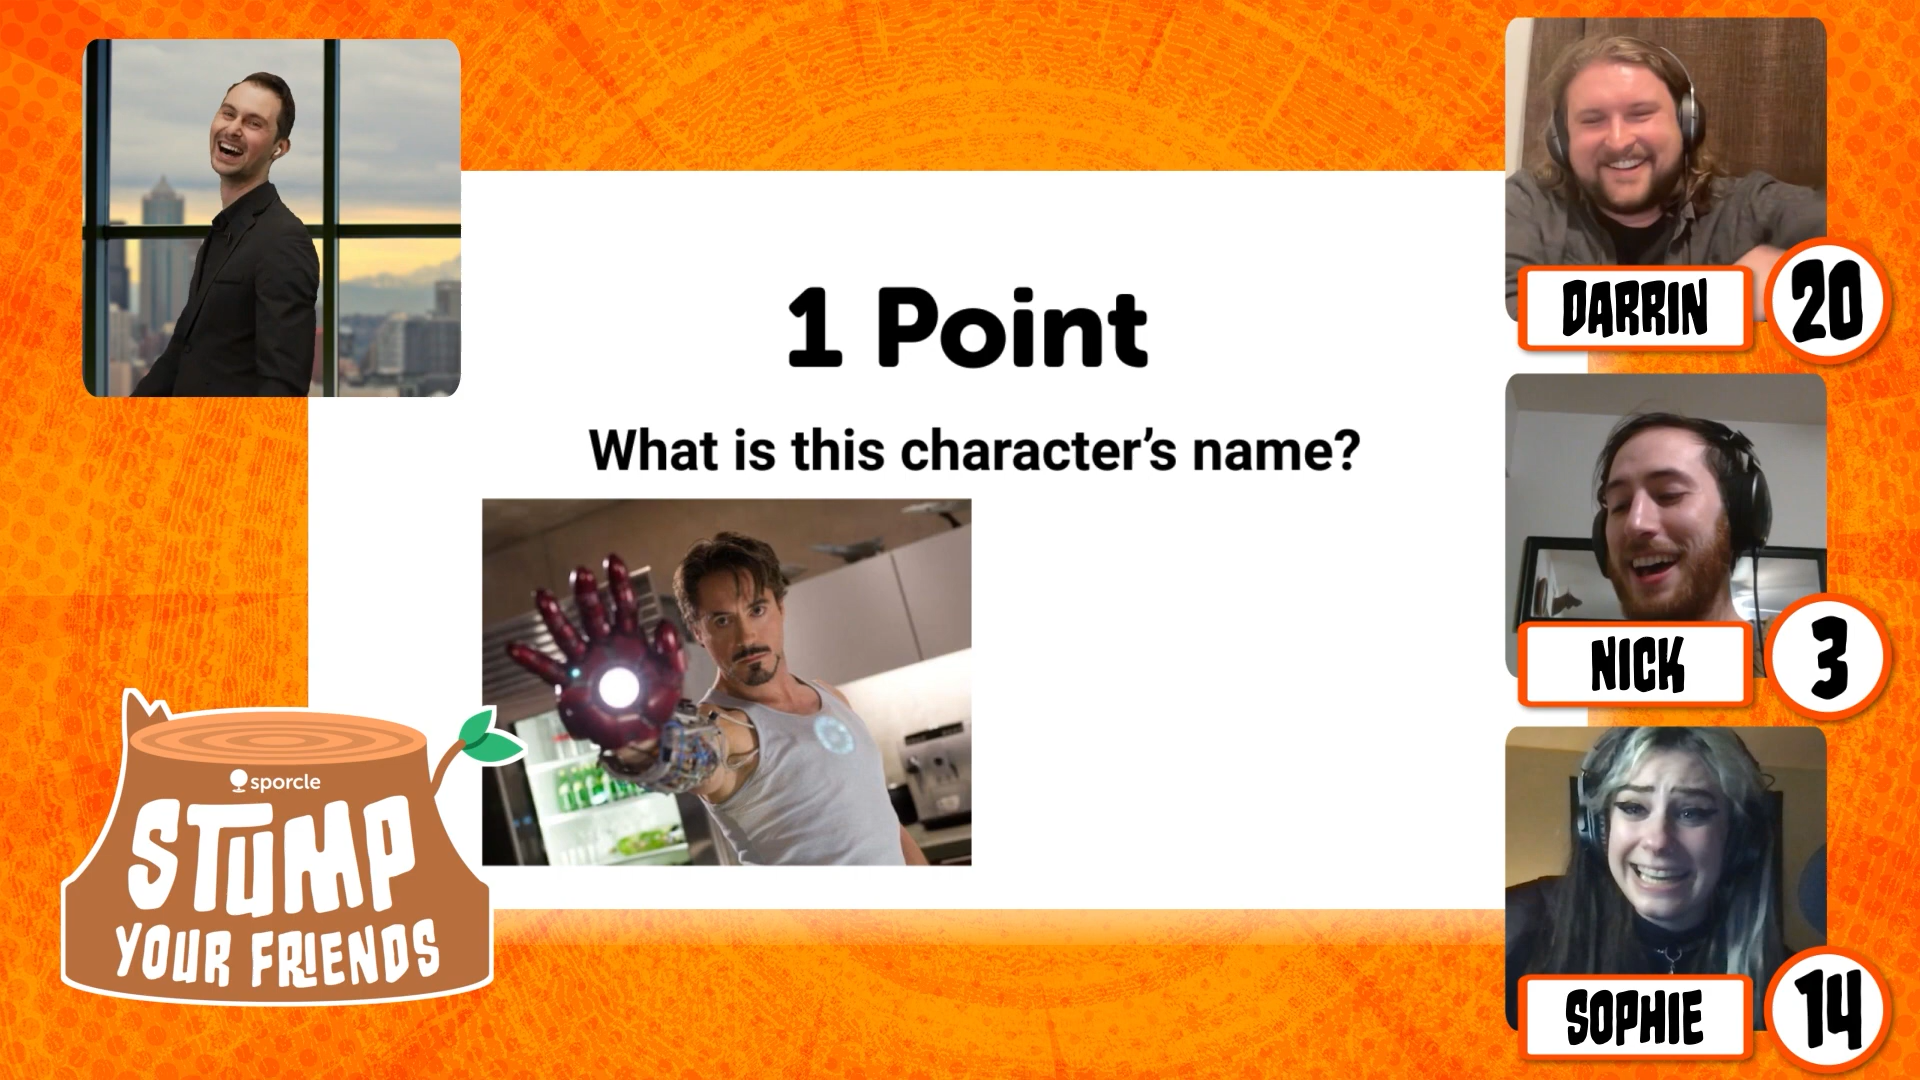 1 Point
What is this character’s name?
DARRIN
20
NICK
3
SOPHIE
14
sporcle
STUMP
YOUR FRIENDS